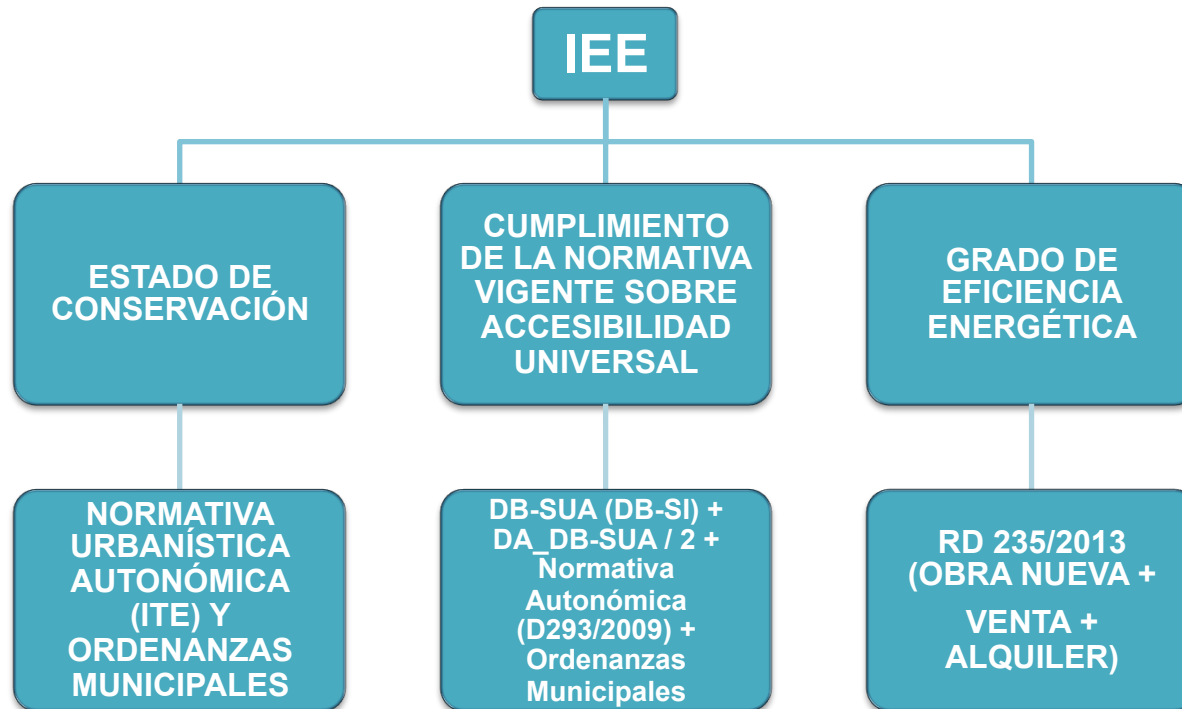 IEE
ESTADO DE
CONSERVACIÓN
CUMPLIMIENTO
DE LA NORMATIVA
VIGENTE SOBRE
ACCESIBILIDAD
UNIVERSAL
GRADO DE
EFICIENCIA
ENERGÉTICA
NORMATIVA
URBANÍSTICA
AUTONÓMICA
(ITE) Y
ORDENANZAS
MUNICIPALES
DB-SUA (DB-SI) +
DA_DB-SUA / 2 +
Normativa
Autonómica
(D293/2009) +
Ordenanzas
Municipales
RD 235/2013
(OBRA NUEVA +
VENTA +
ALQUILER)